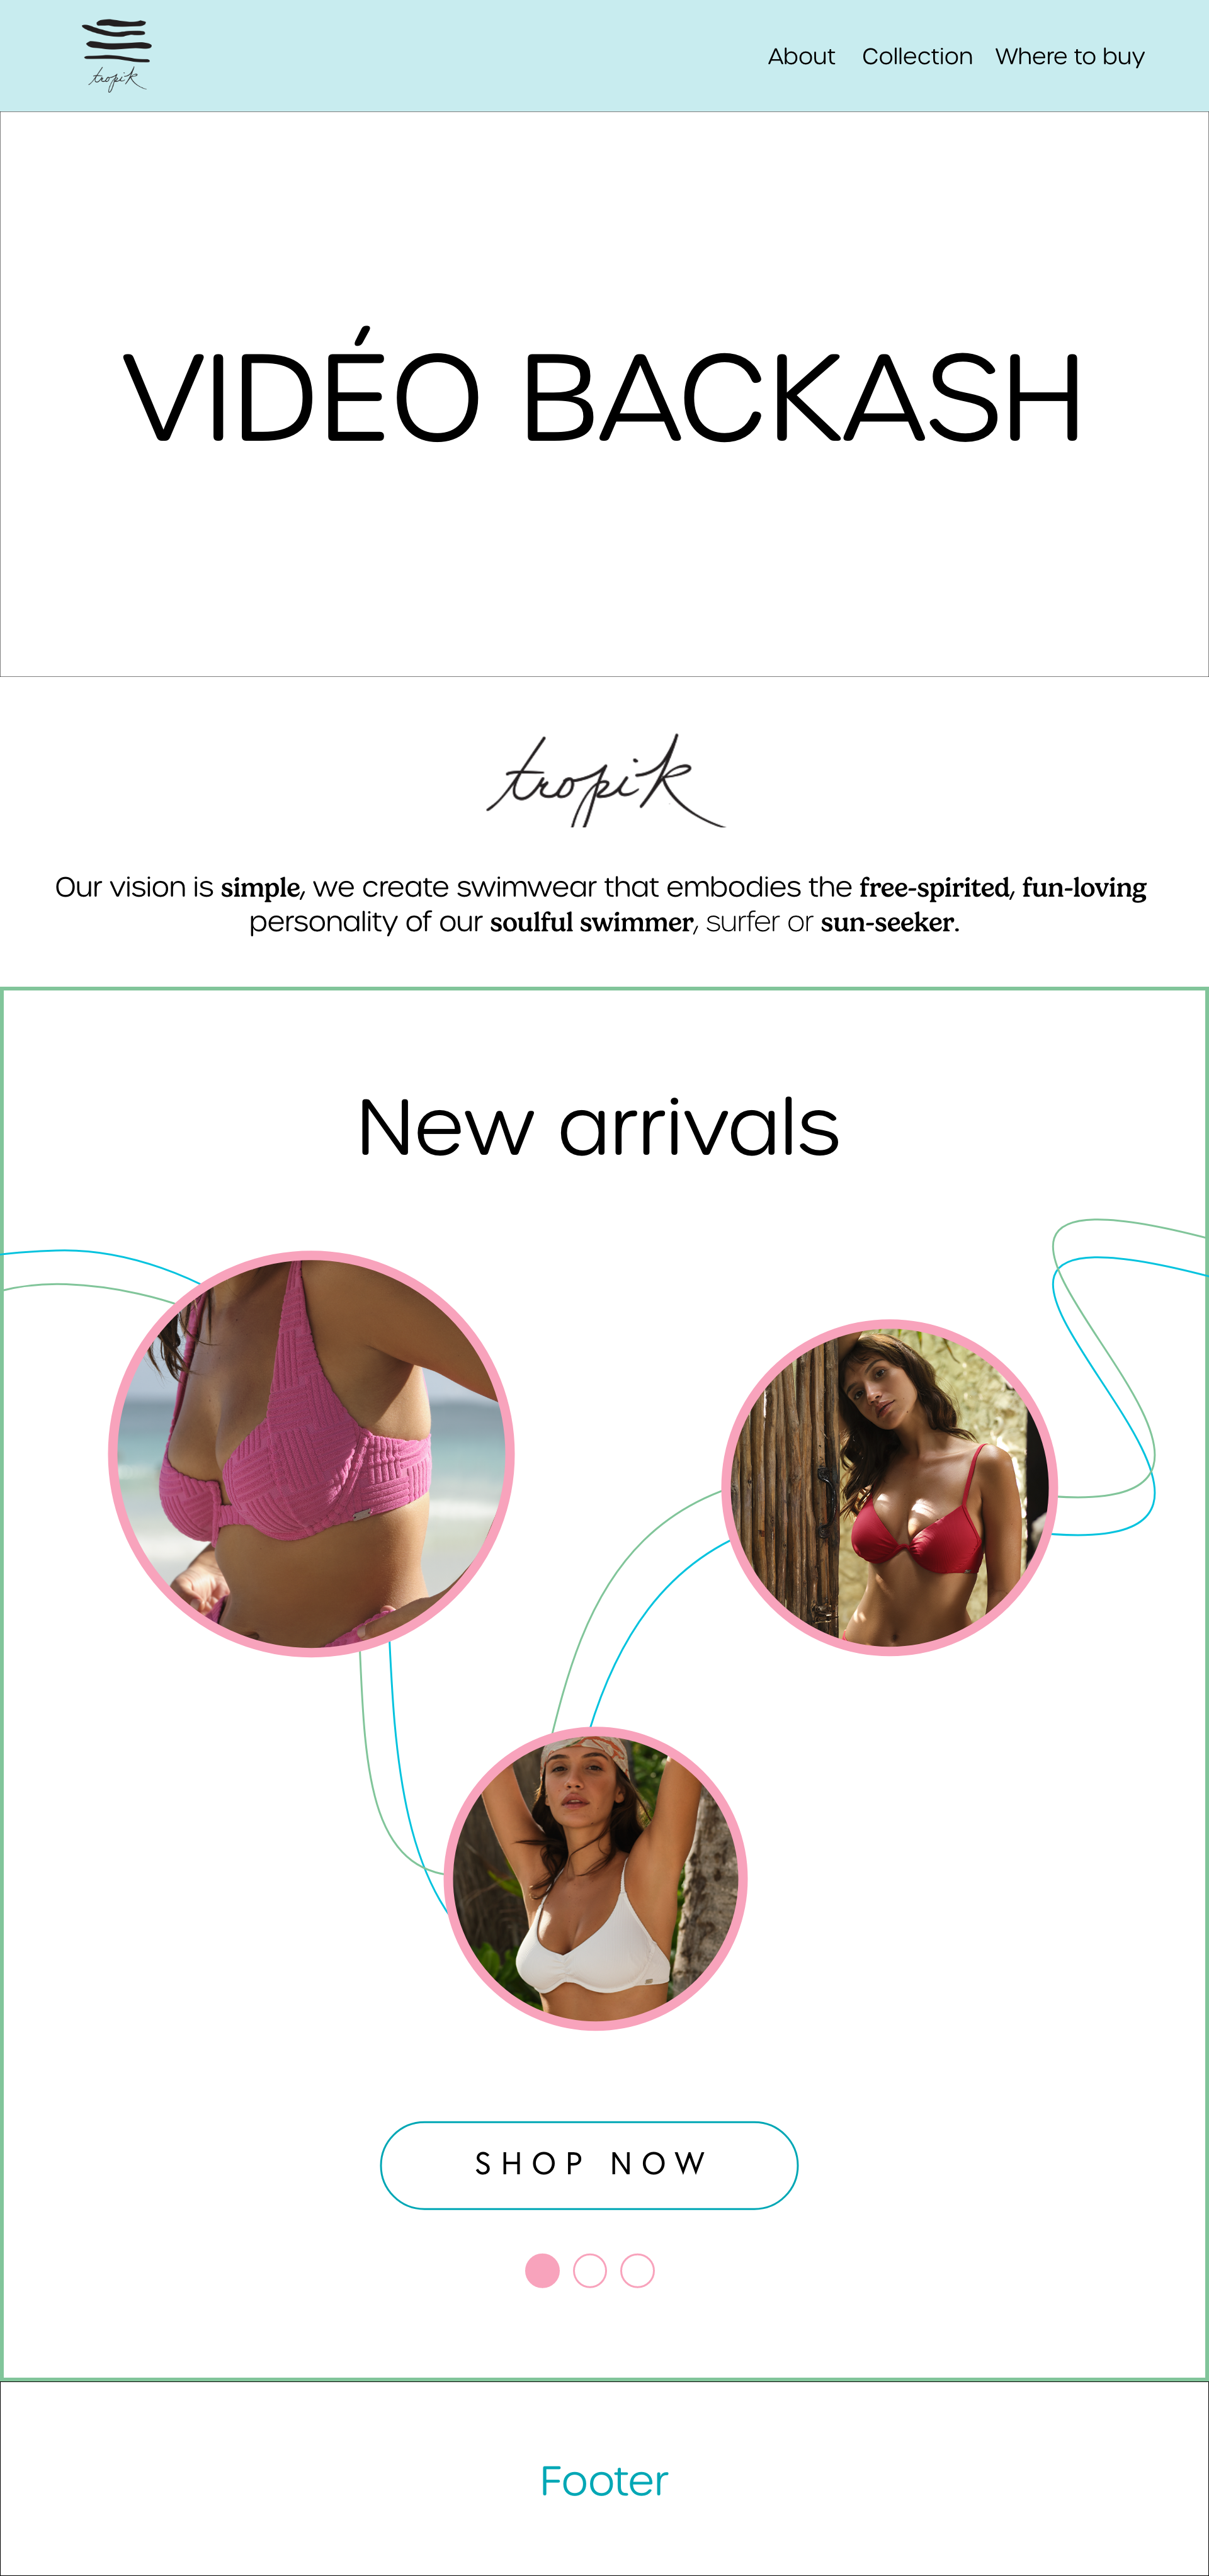 tropik
About Collection Where to buy
VIDÉO BACKASH
tropik
Our vision is simple, we create swimwear that embodies the free-spirited, fun-loving
personality of our soulful swimmer, surfer or sun-seeker.
New arrivals
SHOP NOW
Footer